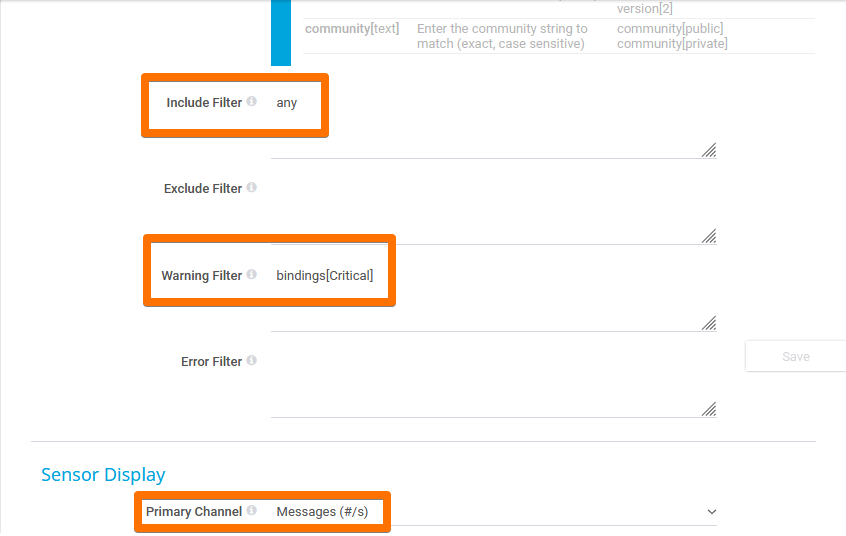 version[2]
community[text] Enter the community string to community[public]
match (exact, case sensitive) community[private]
Include Filter any
Exclude Filter
Warning Filter bindings[Critical]
Error Filter
Save
Sensor Display
Primary Channel Messages (#/s)